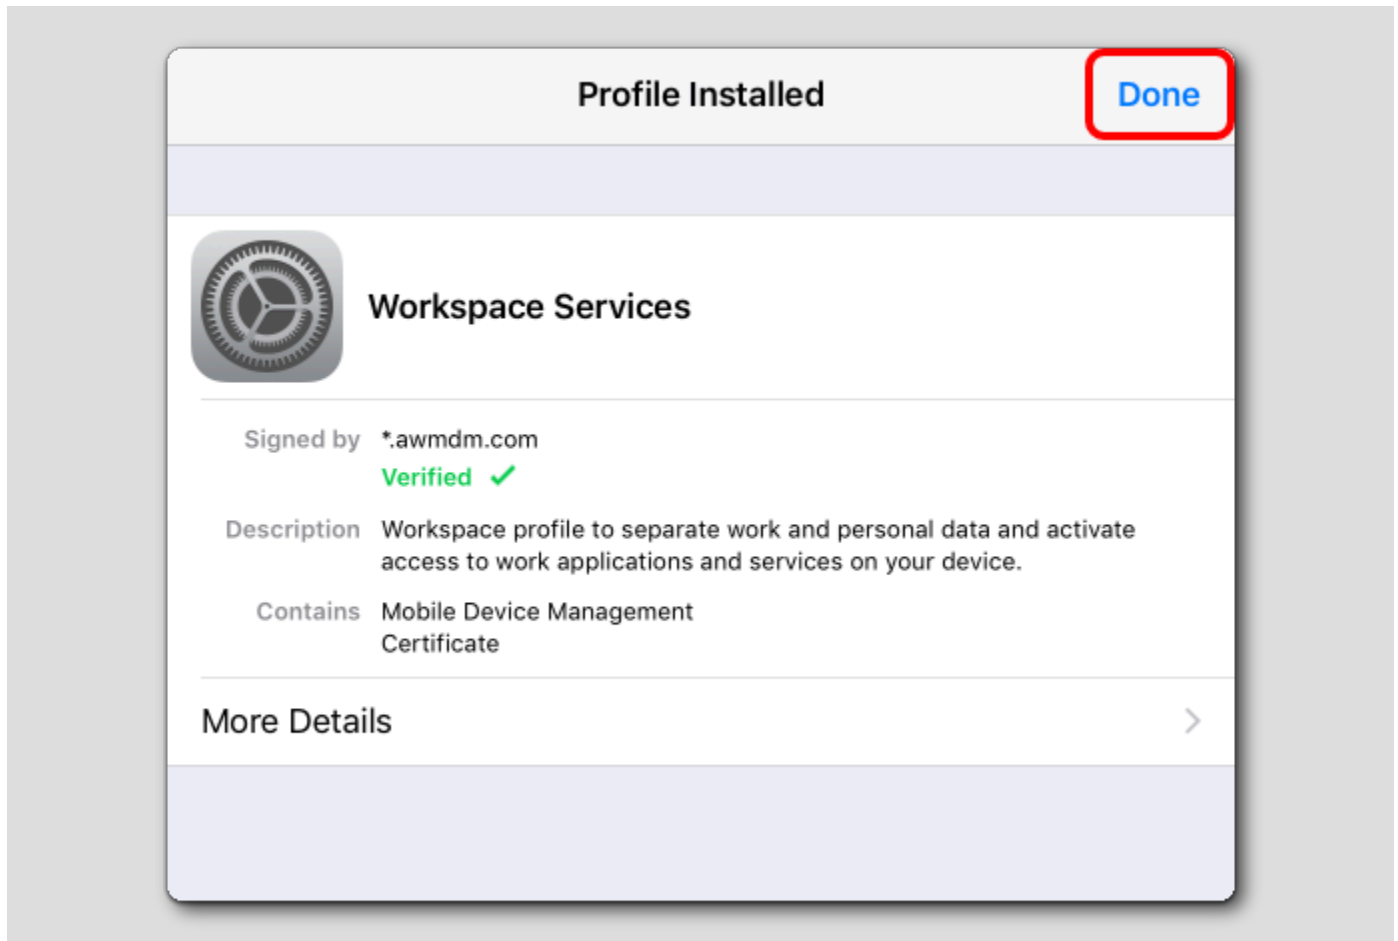 Profile Installed
Done
Workspace Services
Signed by *.awmdm.com
Verified
Description Workspace profile to separate work and personal data and activate
access to work applications and services on your device.
Contains Mobile Device Management
Certificate
More Details